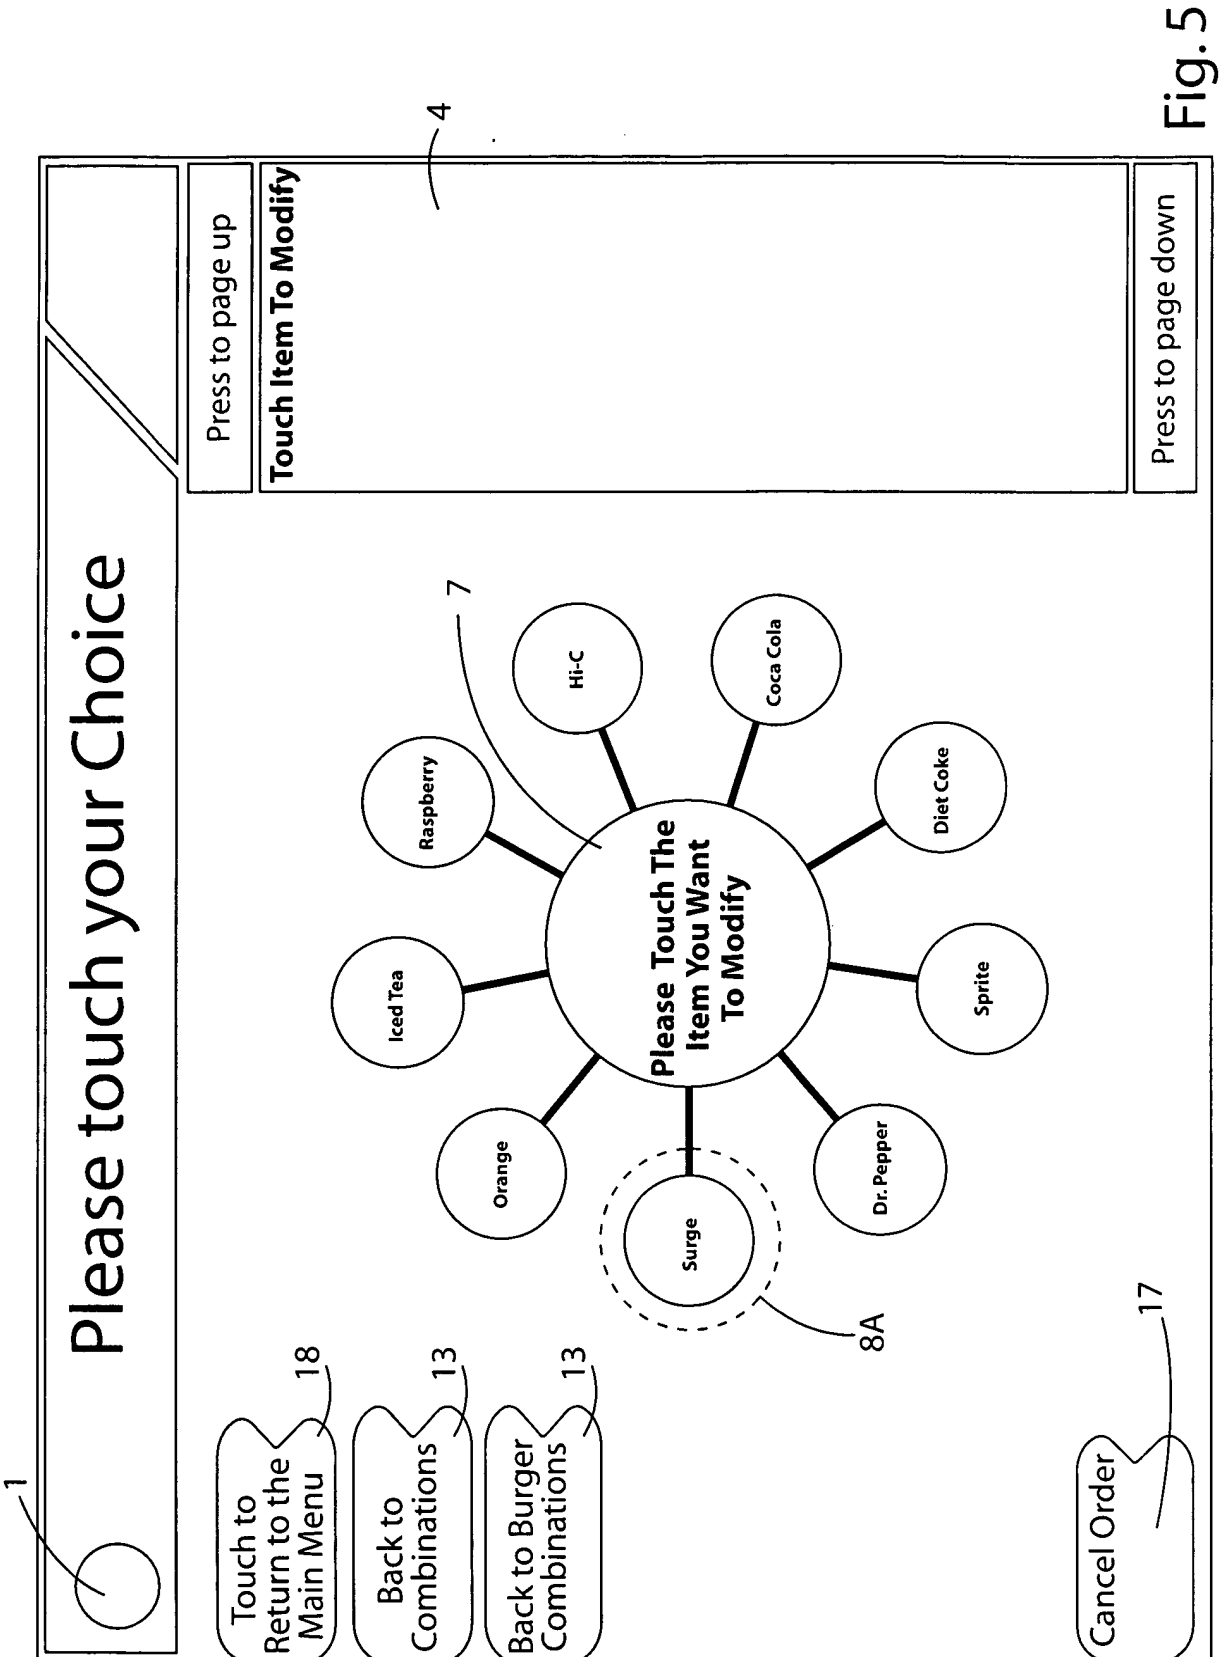 1
Please touch your Choice
18
Touch to
Return to the
Main Menu
13
Back to
Combinations
13
Back to Burger
Combinations
17
Cancel Order
7
Please Touch The
Item You Want
To Modify
Hi-C
Coca Cola
Diet Coke
Sprite
Dr. Pepper
Surge
8A
Orange
Iced Tea
Raspberry
Press to page up
Touch Item To Modify
4
Press to page down
Fig. 5